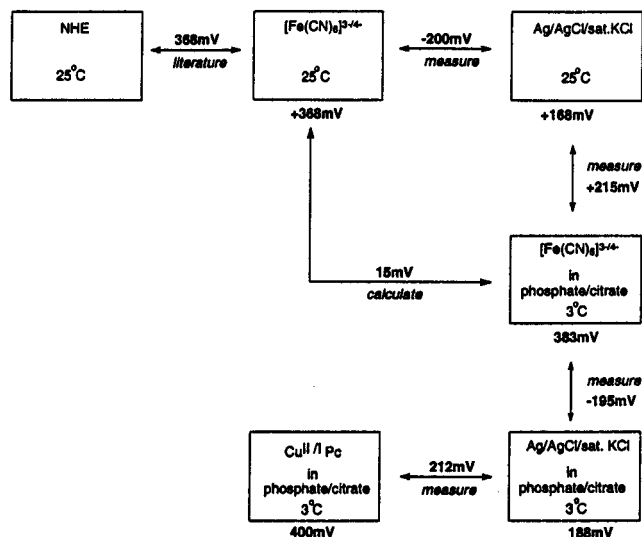 NHE
25°C
368mV
literature
[Fe(CN)₆]³⁻/⁴⁻
25°C
+368mV
-200mV
measure
Ag/AgCl/sat.KCl
25°C
+168mV
measure
+215mV
[Fe(CN)₆]³⁻/⁴⁻
in
phosphate/citrate
3°C
383mV
15mV
calculate
measure
-195mV
Cuᴵᴵ/ᴵ Pc
in
phosphate/citrate
3°C
400mV
212mV
measure
Ag/AgCl/sat. KCl
in
phosphate/citrate
3°C
188mV